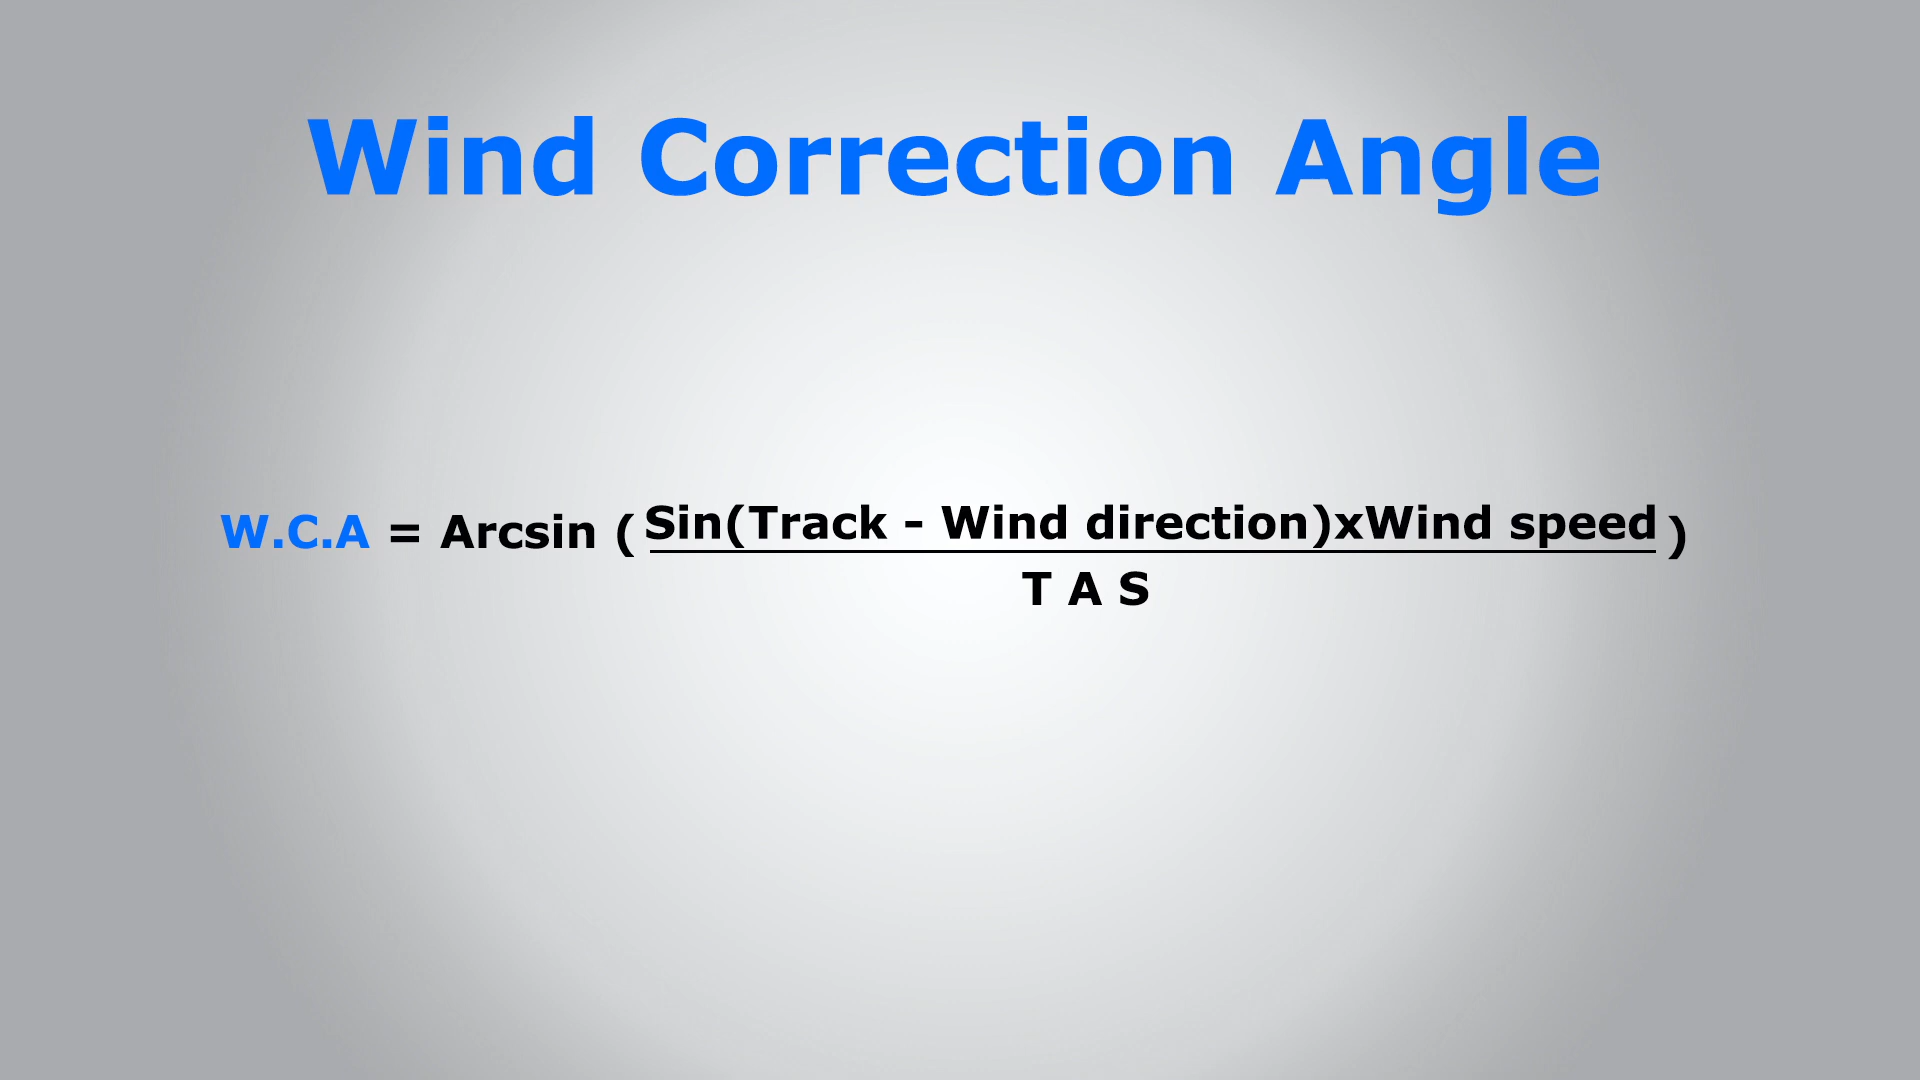 Wind Correction Angle
W.C.A = Arcsin ( Sin(Track - Wind direction)xWind speed )
T A S